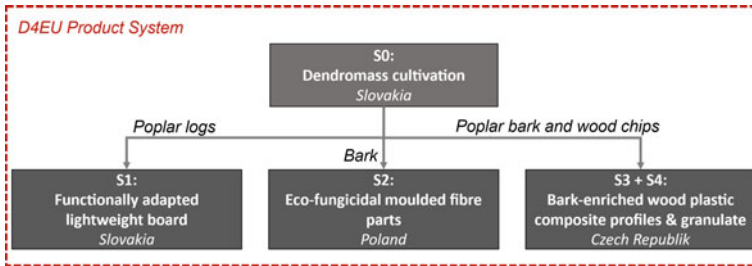 D4EU Product System
S0:
Dendromass cultivation
Slovakia
Poplar logs
Poplar bark and wood chips
Bark
S1:
Functionally adapted
lightweight board
Slovakia
S2:
Eco-fungicidal moulded fibre
parts
Poland
S3 + S4:
Bark-enriched wood plastic
composite profiles & granulate
Czech Republik